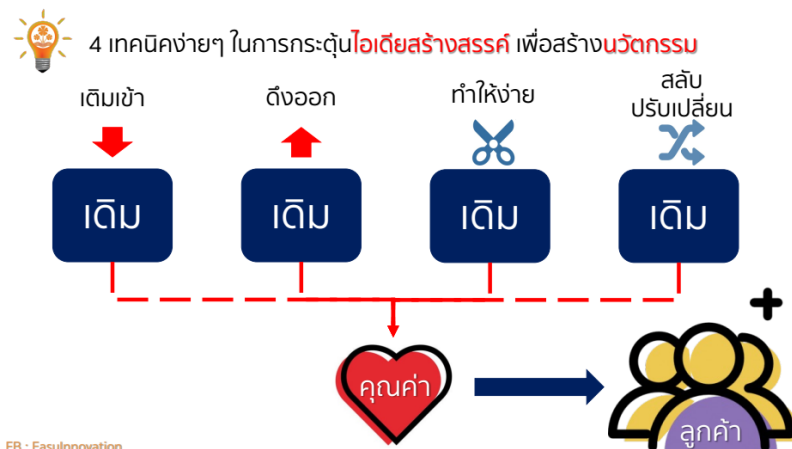 4 เทคนิคง่ายๆ ในการกระตุ้นไอเดียสร้างสรรค์ เพื่อสร้างนวัตกรรม
เติมเข้า
ดึงออก
ทำให้ง่าย
สลับ
ปรับเปลี่ยน
เดิม
เดิม
เดิม
เดิม
คุณค่า
ลูกค้า
FB : EasyInnovation